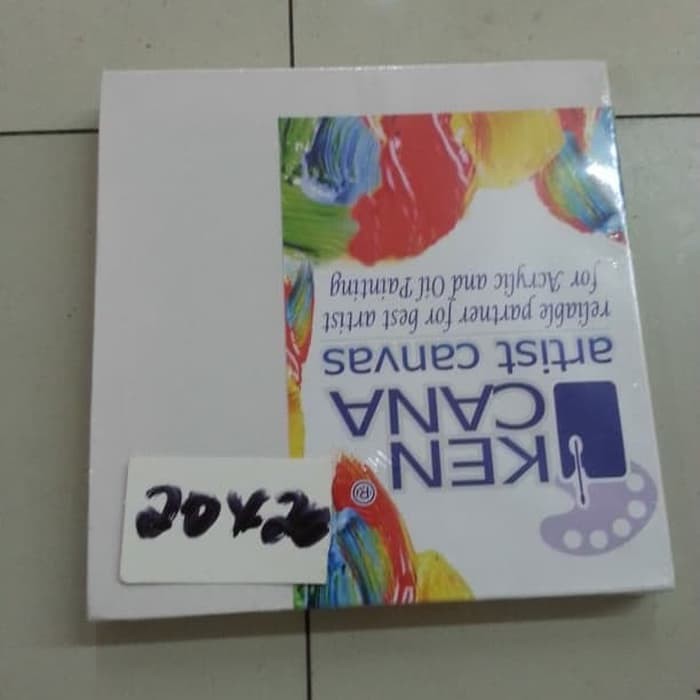 KEN
CANA
®
artist canvas
reliable partner for best artist
for Acrylic and Oil Painting
20x20